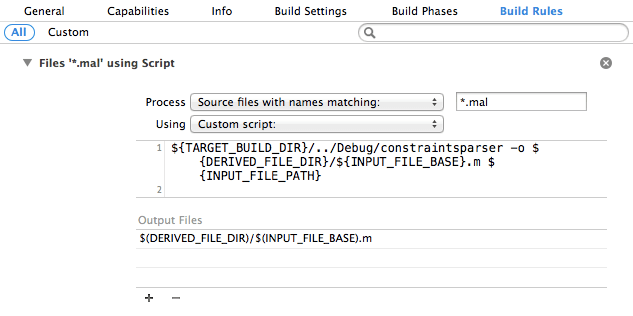 General Capabilities Info Build Settings Build Phases Build Rules
All Custom
Files '*.mal' using Script
Process Source files with names matching: *.mal
Using Custom script:
1 ${TARGET_BUILD_DIR}/../Debug/constraintsparser -o $
{DERIVED_FILE_DIR}/${INPUT_FILE_BASE}.m $
{INPUT_FILE_PATH}
2
Output Files
$(DERIVED_FILE_DIR)/$(INPUT_FILE_BASE).m
+ −